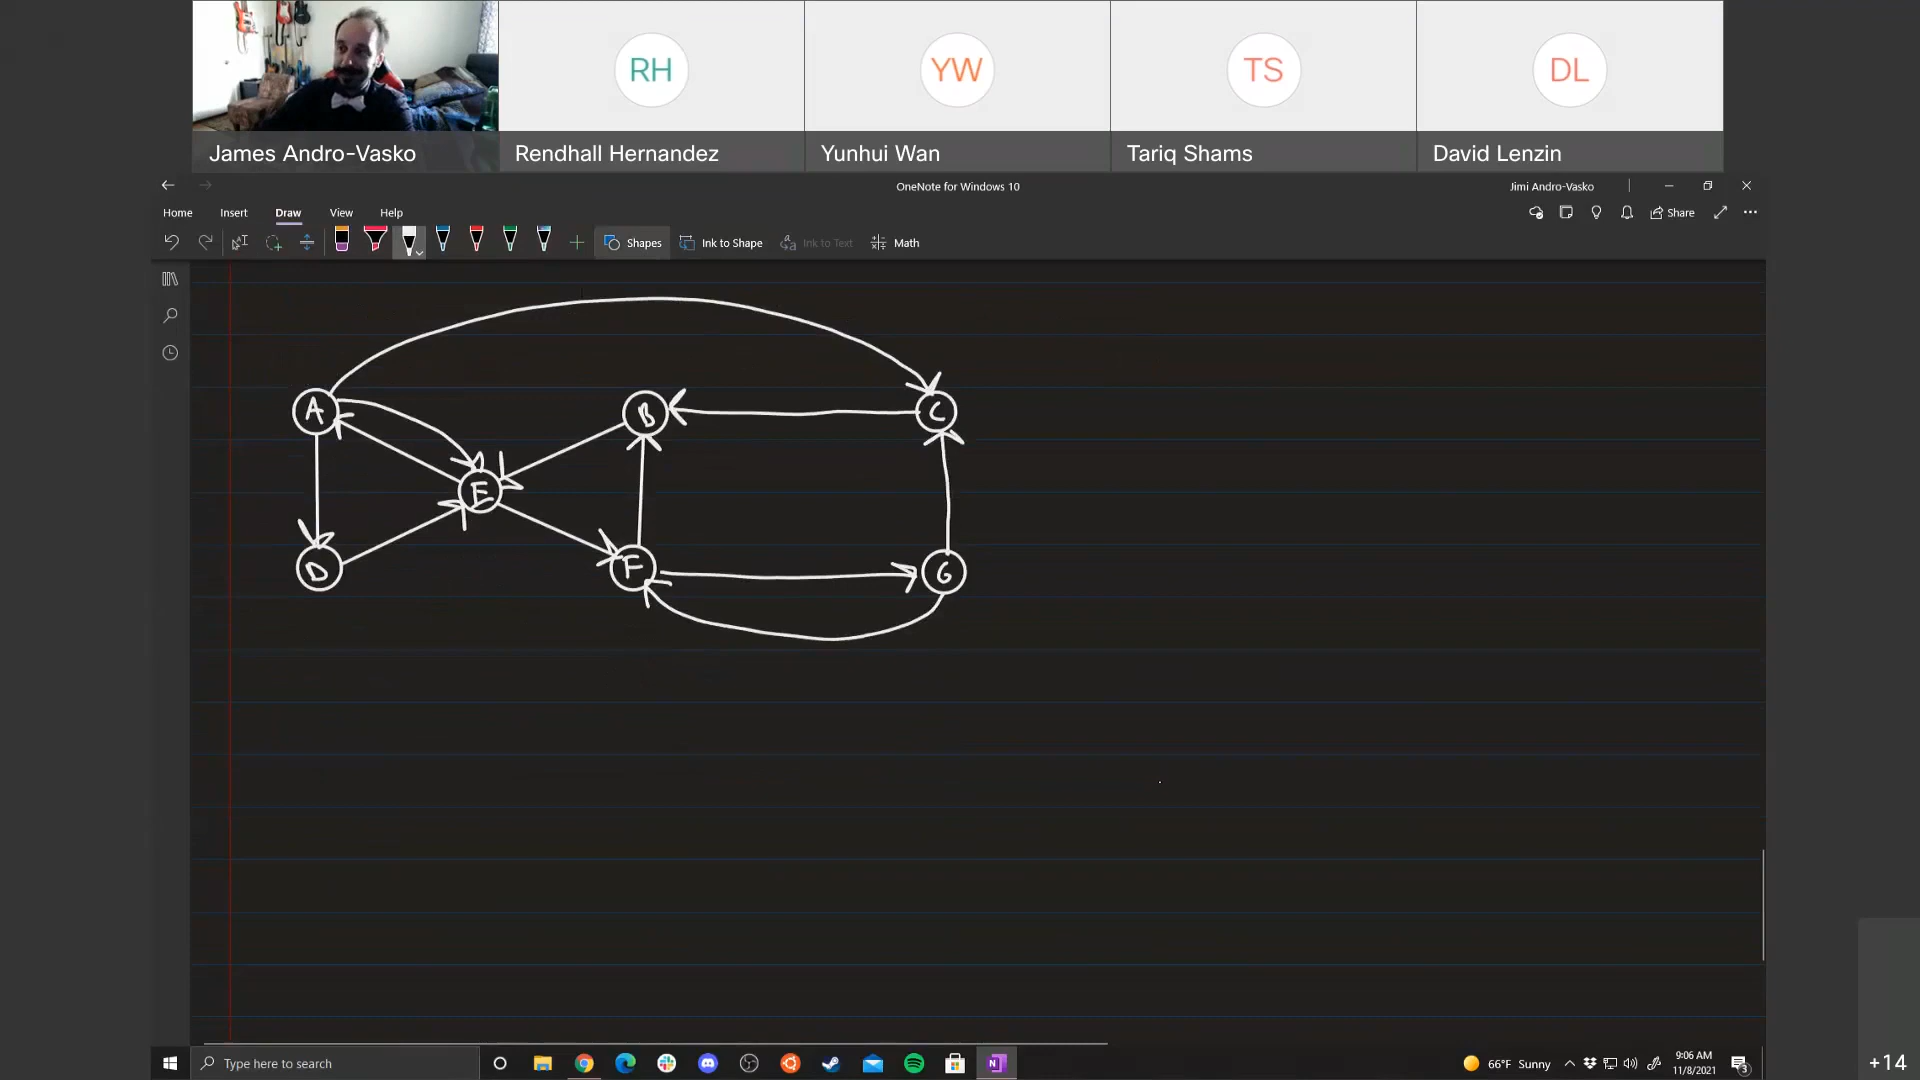 RH YW TS DL
James Andro-Vasko Rendhall Hernandez Yunhui Wan Tariq Shams David Lenzin
OneNote for Windows 10 Jimi Andro-Vasko
Home Insert Draw View Help Share
Shapes Ink to Shape Ink to Text Math
A B C
E
D F G
Type here to search 66°F Sunny 9:06 AM
11/8/2021 3
+14